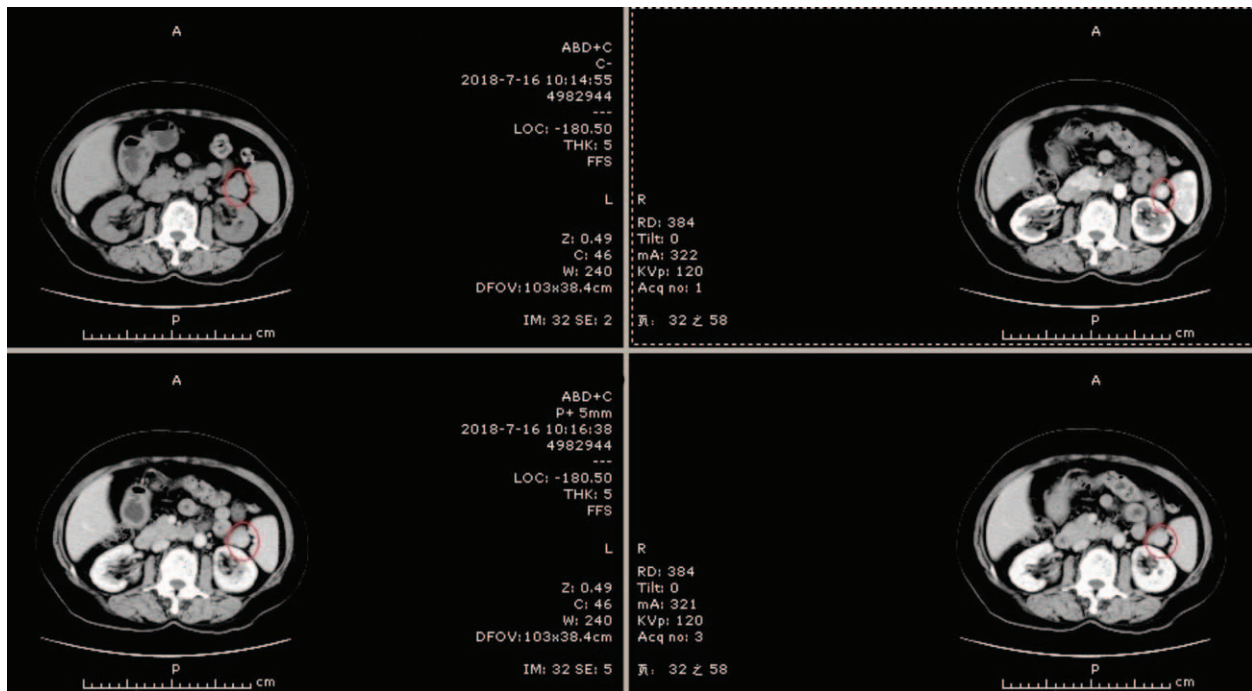 A
ABD+C
C-
2018-7-16 10:14:55
4982944
---
LOC: -180.50
THK: 5
FFS
L
Z: 0.49
C: 46
W: 240
DFOV:103x38.4cm
P
cm
IM: 32 SE: 2
A
R
RD: 384
Tilt: 0
mA: 322
KVp: 120
Acq no: 1
頁: 32 之 58
P
cm
A
ABD+C
P+ 5mm
2018-7-16 10:16:38
4982944
---
LOC: -180.50
THK: 5
FFS
L
Z: 0.49
C: 46
W: 240
DFOV:103x38.4cm
P
cm
IM: 32 SE: 5
A
R
RD: 384
Tilt: 0
mA: 321
KVp: 120
Acq no: 3
頁: 32 之 58
P
cm